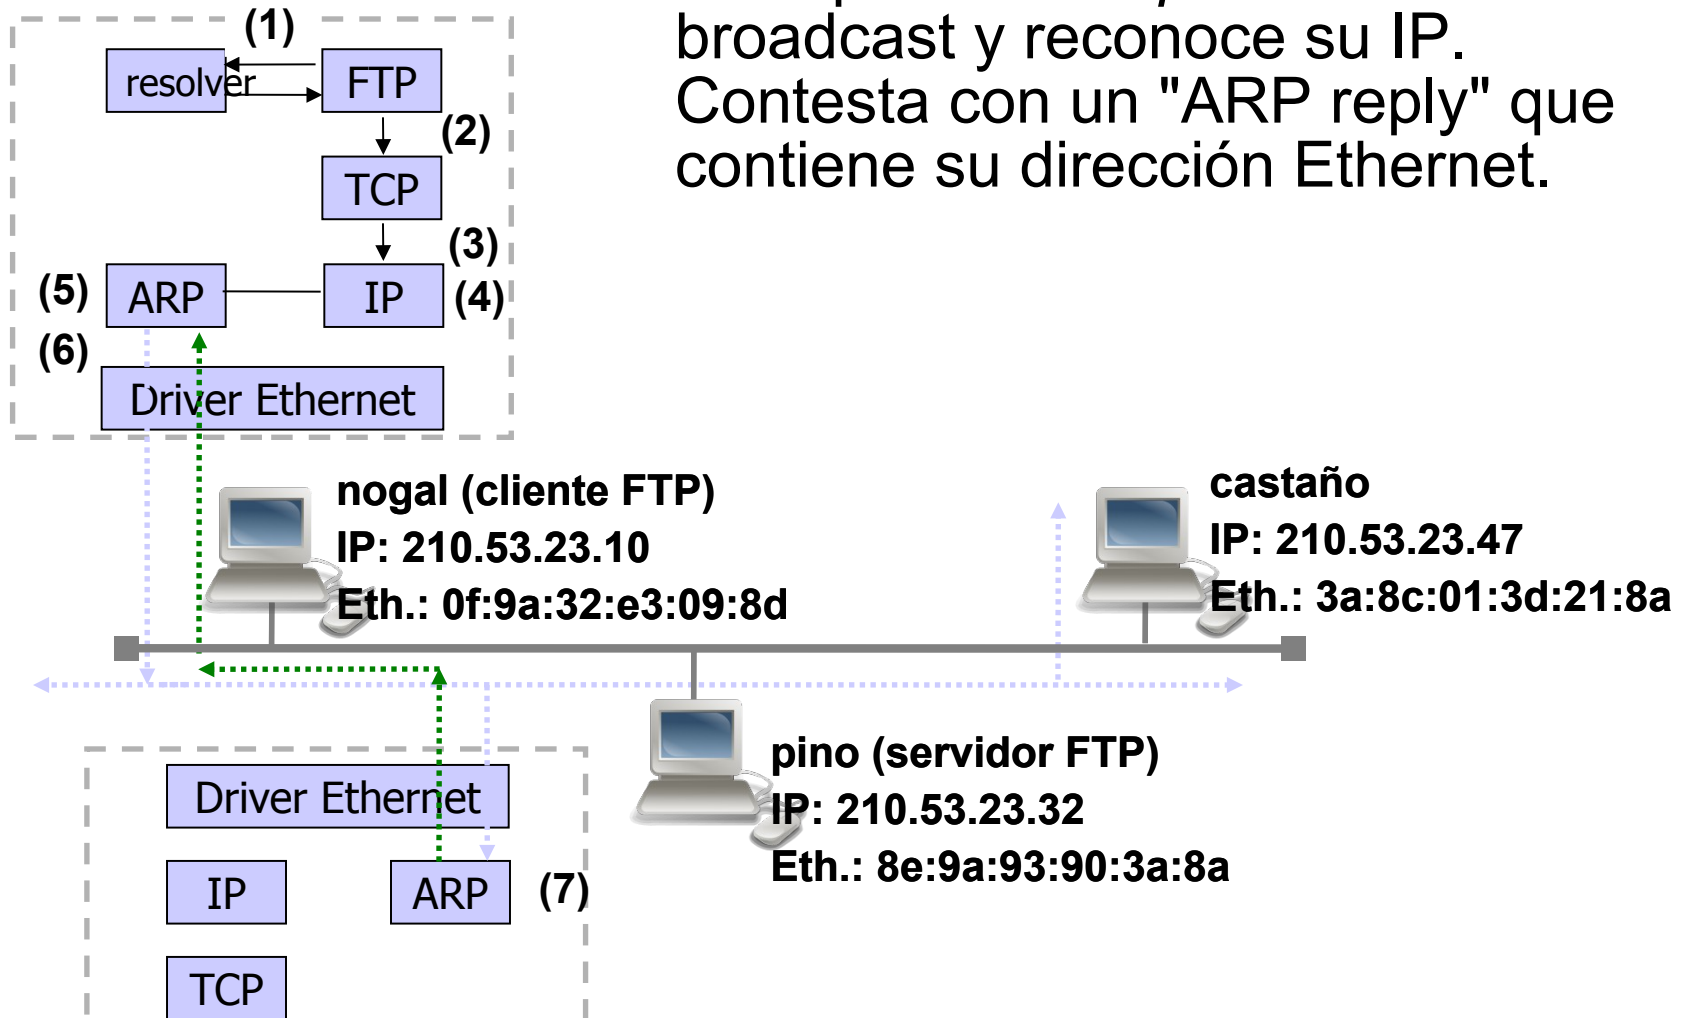 broadcast y reconoce su IP.
Contesta con un "ARP reply" que
contiene su dirección Ethernet.
(1)
resolver
FTP
(2)
TCP
(3)
(5)
ARP
IP
(4)
(6)
Driver Ethernet
nogal (cliente FTP)
IP: 210.53.23.10
Eth.: 0f:9a:32:e3:09:8d
castaño
IP: 210.53.23.47
Eth.: 3a:8c:01:3d:21:8a
pino (servidor FTP)
IP: 210.53.23.32
Eth.: 8e:9a:93:90:3a:8a
Driver Ethernet
IP
ARP
(7)
TCP